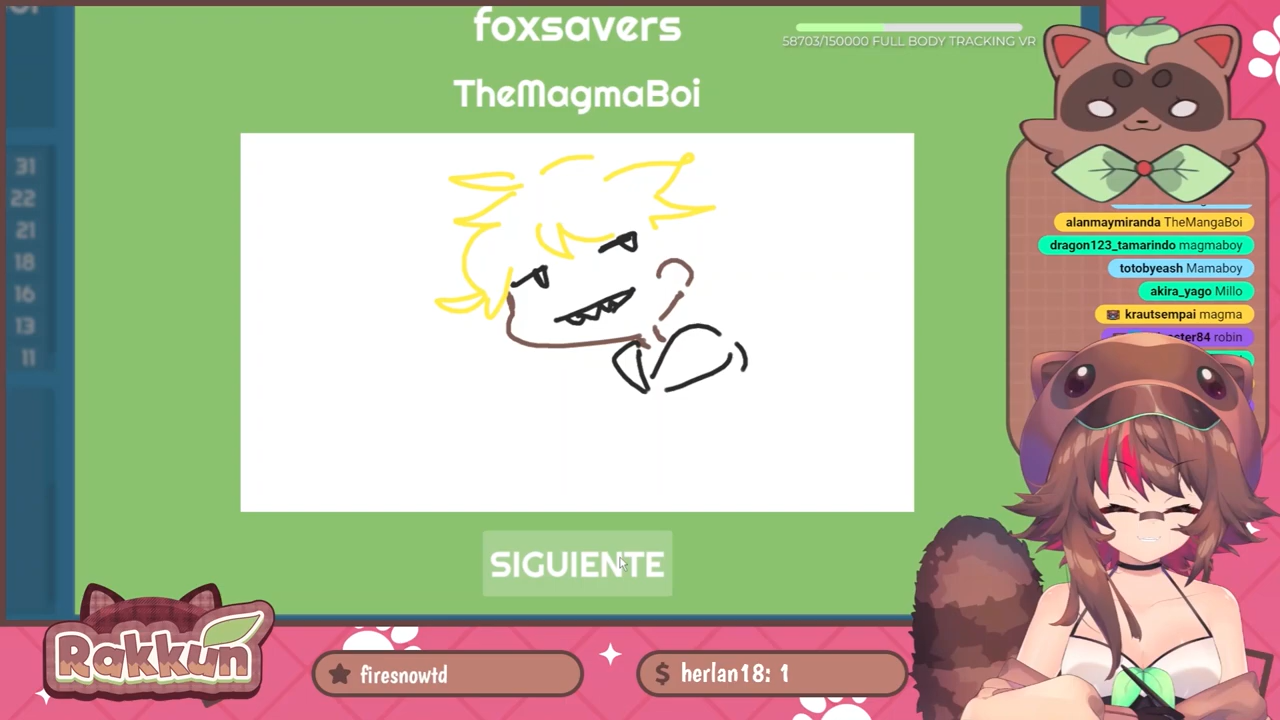 foxsavers
58703/150000 FULL BODY TRACKING VR
TheMagmaBoi
31
22
21
18
16
13
11
alanmaymiranda TheMangaBoi
dragon123_tamarindo magmaboy
totobyeash Mamaboy
akira_yago Millo
krautsempai magma
robin
SIGUIENTE
Rakkun
firesnowtd
herlan18: 1